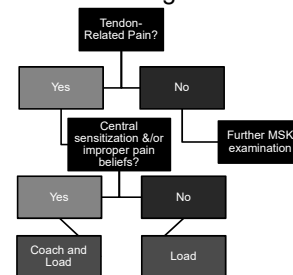 Tendon-
Related Pain?
Yes
No
Central
sensitization &/or
improper pain
beliefs?
Further MSK
examination
Yes
No
Coach and
Load
Load